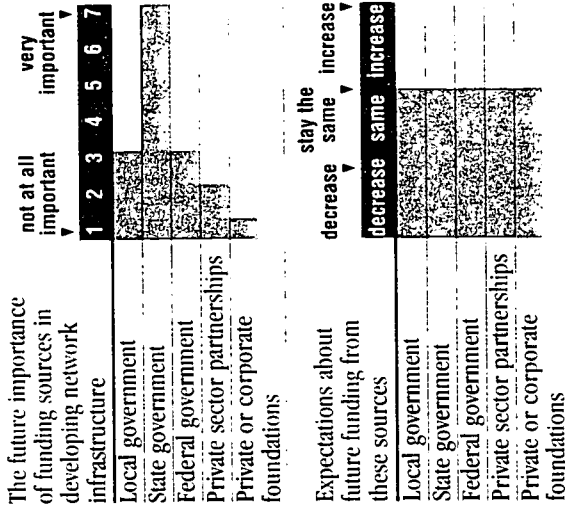 The future importance
of funding sources in
developing network
infrastructure
not at all
important
very
important
1 2 3 4 5 6 7
Local government
State government
Federal government
Private sector partnerships
Private or corporate
foundations
Expectations about
future funding from
these sources
decrease
stay the
same
increase
decrease same increase
Local government
State government
Federal government
Private sector partnerships
Private or corporate
foundations